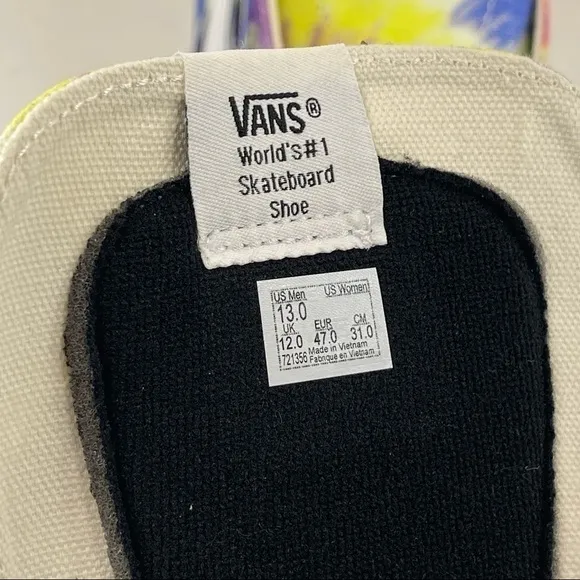 VANS®
World's#1
Skateboard
Shoe
US Men US Women
13.0
UK EUR CM
12.0 47.0 31.0
721356 Made in Vietnam
Fabriqué en Vietnam